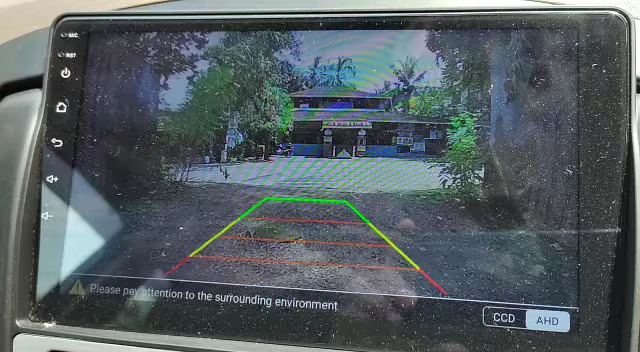 MIC
RST
Please pay attention to the surrounding environment
CCD AHD